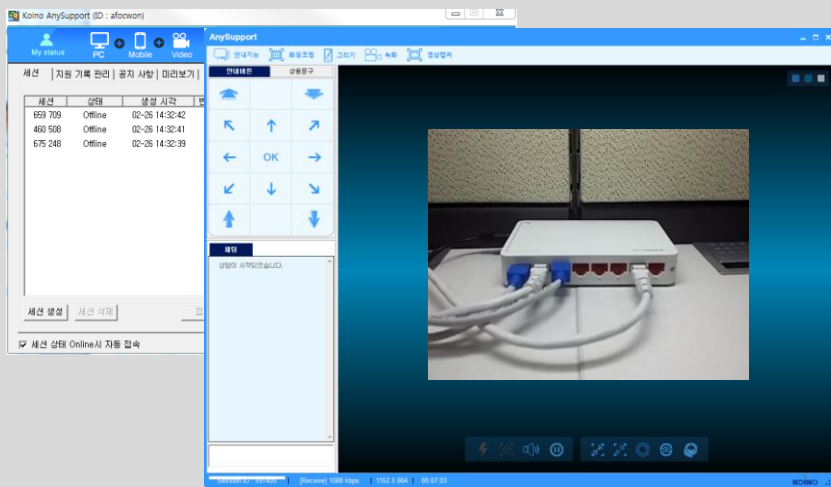 Koino AnySupport (ID : afocwon)
My status
PC
Mobile
Video
세션
지원 기록 관리
공지 사항
미리보기
세션 상태 생성 시각
659 709 Offline 02-26 14:32:42
460 508 Offline 02-26 14:32:41
675 248 Offline 02-26 14:32:39
세션 생성
세션 삭제
세션 상태 Online시 자동 접속
AnySupport
안내기능
화질조정
그리기
녹화
영상캡쳐
안내버튼
상용문구
OK
채팅
상담이 시작되었습니다.
[Receive] 1088 kbps
1152 X 864
00:07:03
KOINO